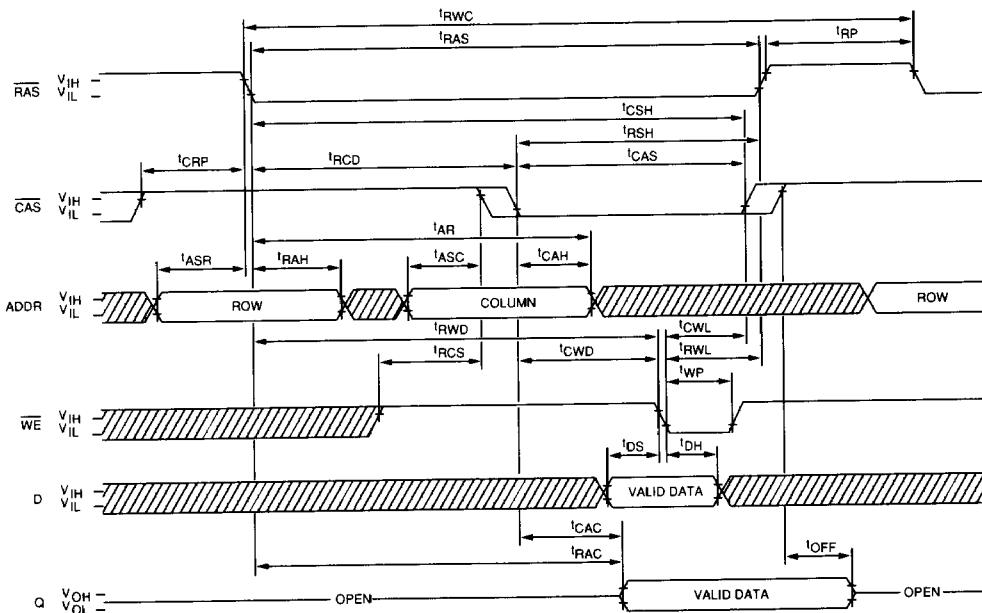 tRWC
tRAS
tRP
RAS VIH VIL
tCSH
tRSH
tCRP tRCD tCAS
CAS VIH VIL
tAR
tASR tRAH tASC tCAH
ADDR VIH VIL ROW COLUMN ROW
tRWD tCWL
tRCS tCWD tRWL
tWP
WE VIH VIL
tDS tDH
D VIH VIL VALID DATA
tCAC
tRAC tOFF
Q VOH VOL OPEN VALID DATA OPEN